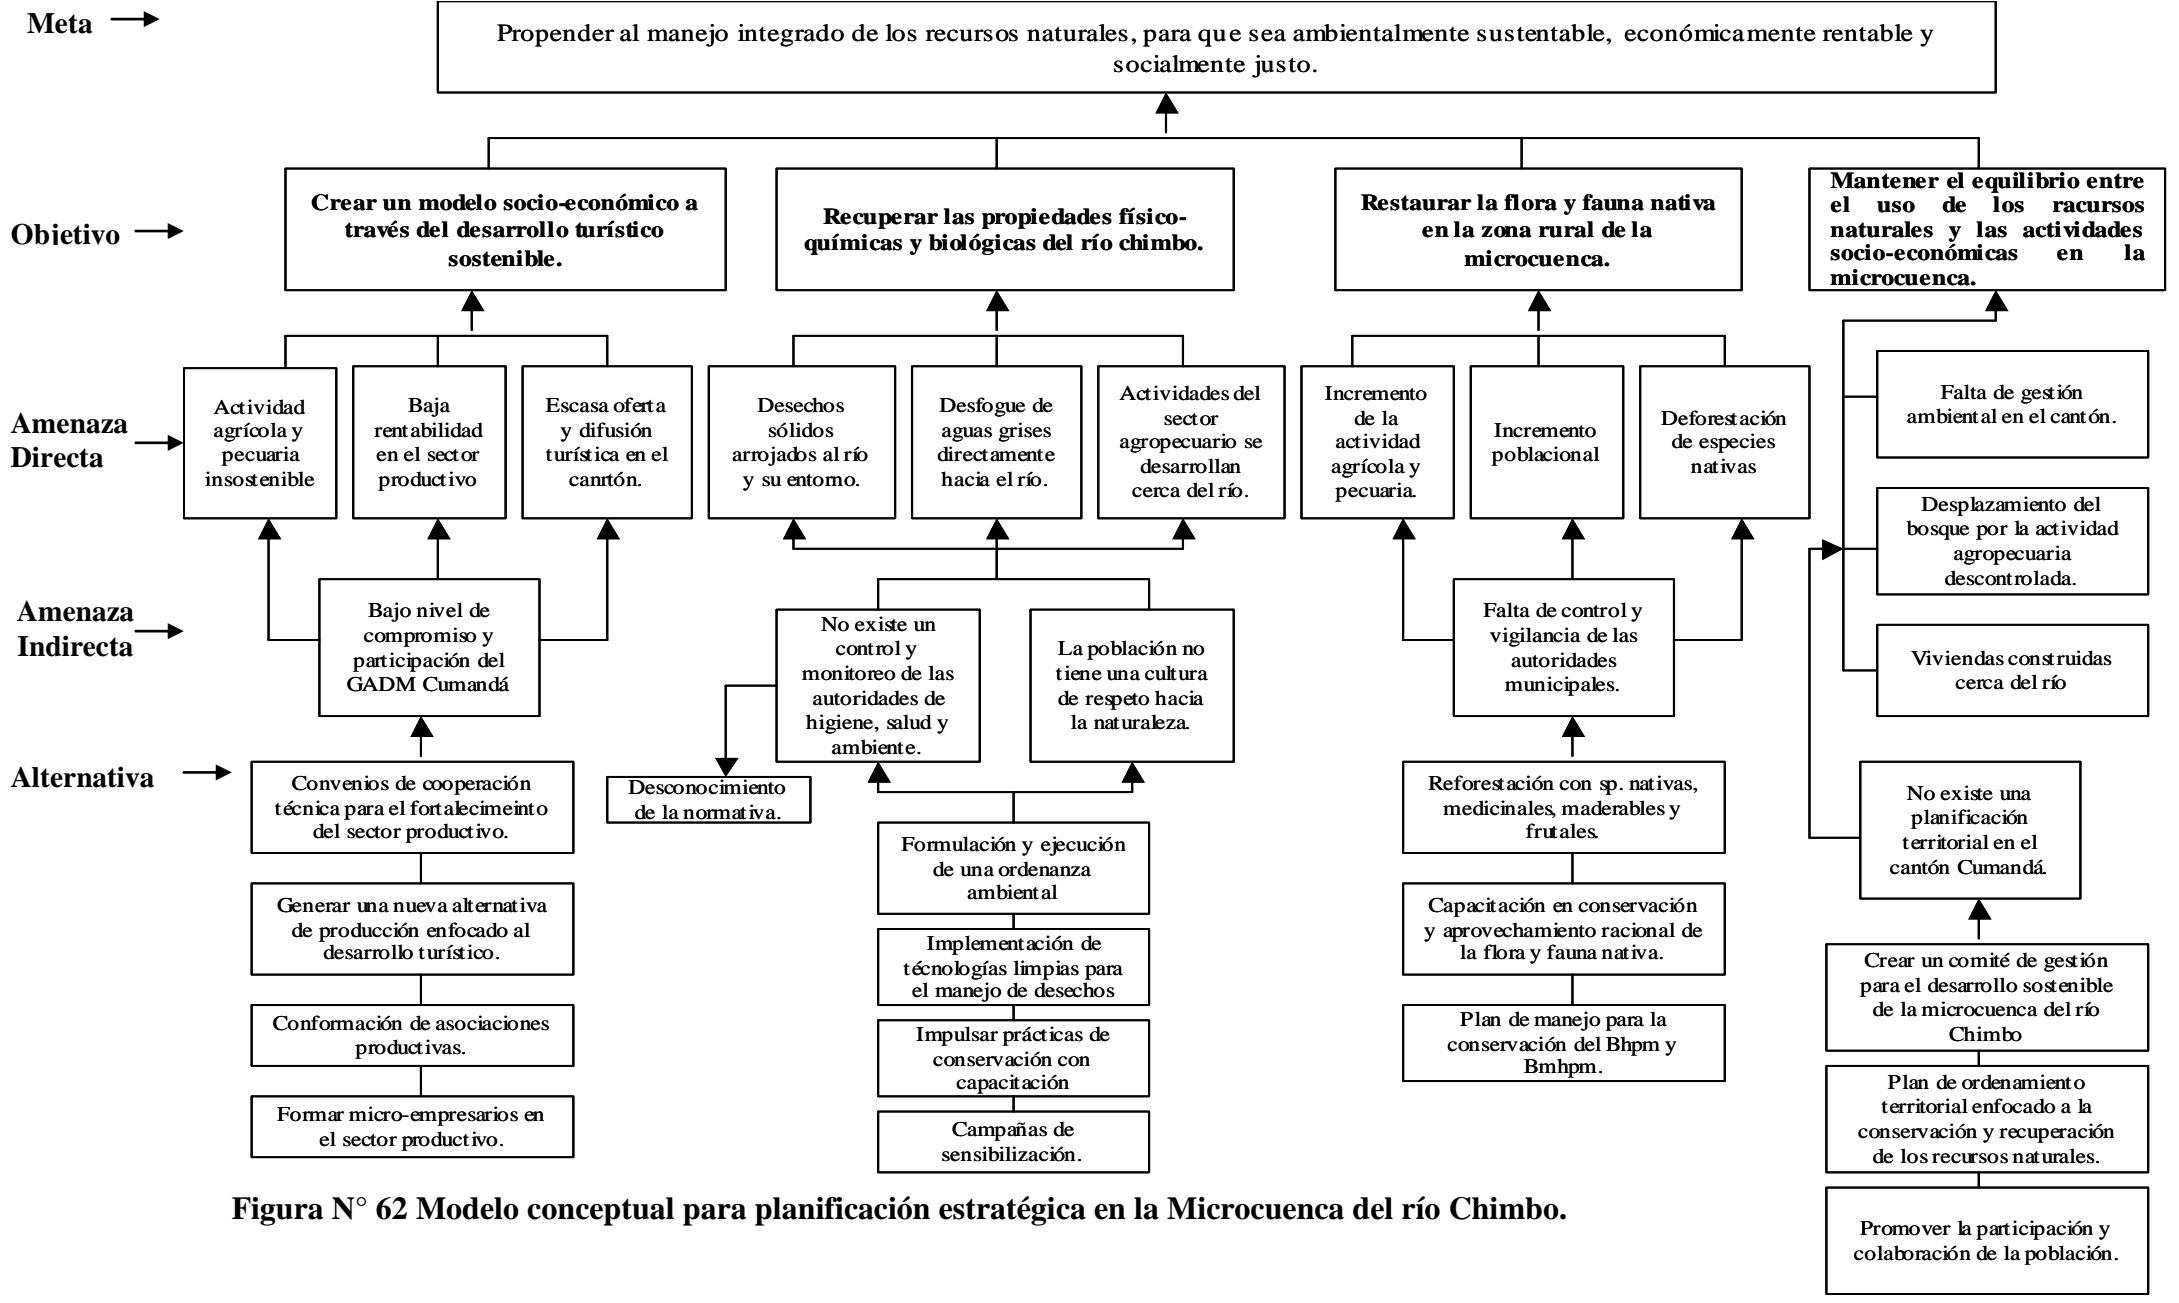 Meta
Propender al manejo integrado de los recursos naturales, para que sea ambientalmente sustentable, económicamente rentable y
socialmente justo.
Objetivo
Crear un modelo socio-económico a
través del desarrollo turístico
sostenible.
Recuperar las propiedades físico-
químicas y biológicas del río chimbo.
Restaurar la flora y fauna nativa
en la zona rural de la
microcuenca.
Mantener el equilibrio entre
el uso de los racursos
naturales y las actividades
socio-económicas en la
microcuenca.
Amenaza
Directa
Actividad
agrícola y
pecuaria
insostenible
Baja
rentabilidad
en el sector
productivo
Escasa oferta
y difusión
turística en el
canrtón.
Desechos
sólidos
arrojados al río
y su entorno.
Desfogue de
aguas grises
directamente
hacia el río.
Actividades del
sector
agropecuario se
desarrollan
cerca del río.
Incremento
de la
actividad
agrícola y
pecuaria.
Incremento
poblacional
Deforestación
de especies
nativas
Falta de gestión
ambiental en el cantón.
Desplazamiento del
bosque por la actividad
agropecuaria
descontrolada.
Viviendas construidas
cerca del río
Amenaza
Indirecta
Bajo nivel de
compromiso y
participación del
GADM Cumandá
No existe un
control y
monitoreo de las
autoridades de
higiene, salud y
ambiente.
La población no
tiene una cultura
de respeto hacia
la naturaleza.
Falta de control y
vigilancia de las
autoridades
municipales.
Desconocimiento
de la normativa.
No existe una
planificación
territorial en el
cantón Cumandá.
Alternativa
Convenios de cooperación
técnica para el fortalecimeinto
del sector productivo.
Generar una nueva alternativa
de producción enfocado al
desarrollo turístico.
Conformación de asociaciones
productivas.
Formar micro-empresarios en
el sector productivo.
Formulación y ejecución
de una ordenanza
ambiental
Implementación de
técnologías limpias para
el manejo de desechos
Impulsar prácticas de
conservación con
capacitación
Campañas de
sensibilización.
Reforestación con sp. nativas,
medicinales, maderables y
frutales.
Capacitación en conservación
y aprovechamiento racional de
la flora y fauna nativa.
Plan de manejo para la
conservación del Bhpm y
Bmhpm.
Crear un comité de gestión
para el desarrollo sostenible
de la microcuenca del río
Chimbo
Plan de ordenamiento
territorial enfocado a la
conservación y recuperación
de los recursos naturales.
Promover la participación y
colaboración de la población.
Figura N° 62 Modelo conceptual para planificación estratégica en la Microcuenca del río Chimbo.